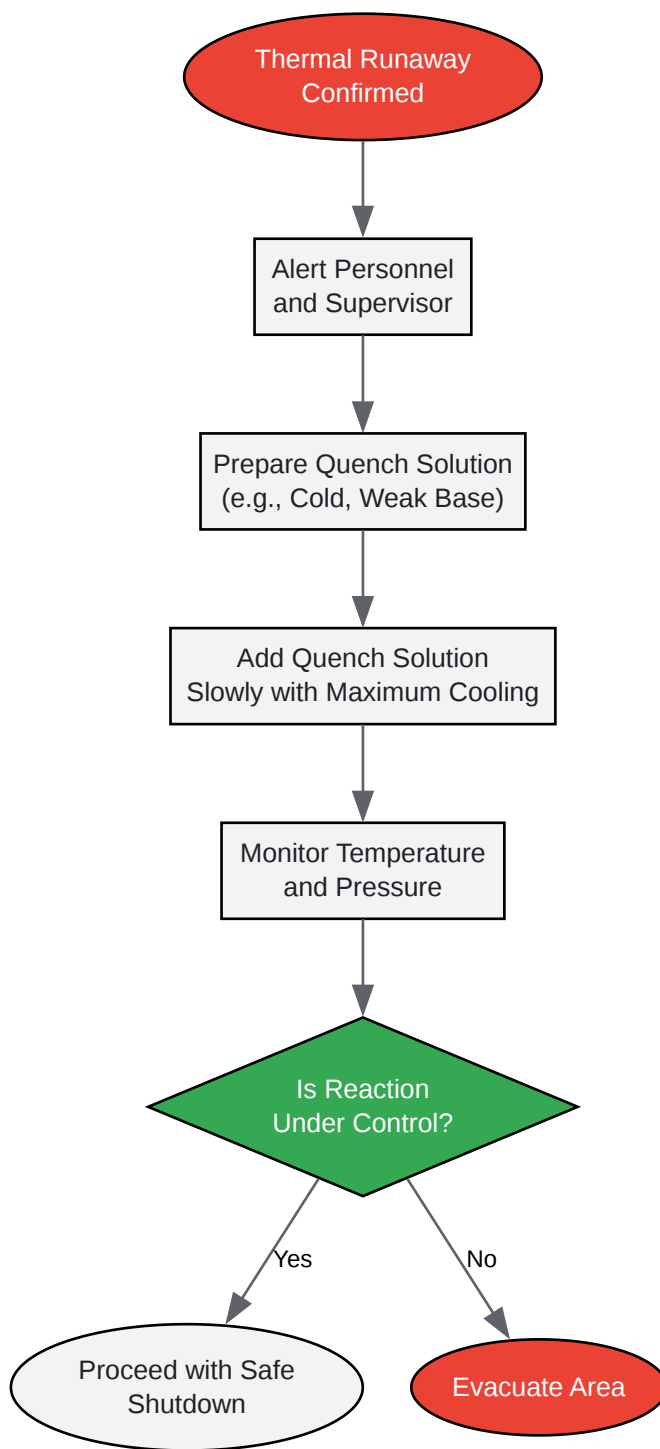 Thermal Runaway
Confirmed
Alert Personnel
and Supervisor
Prepare Quench Solution
(e.g., Cold, Weak Base)
Add Quench Solution
Slowly with Maximum Cooling
Monitor Temperature
and Pressure
Is Reaction
Under Control?
Yes
No
Proceed with Safe
Shutdown
Evacuate Area